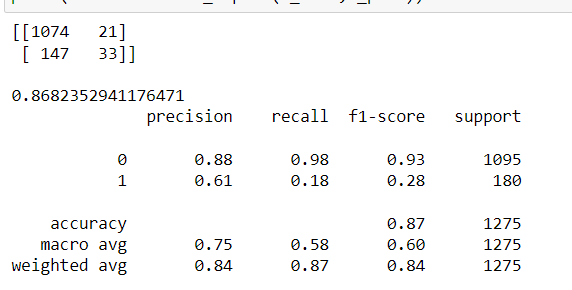 [[1074   21]
 [ 147   33]]
0.8682352941176471
              precision    recall  f1-score   support
           0       0.88      0.98      0.93      1095
           1       0.61      0.18      0.28       180
    accuracy                           0.87      1275
   macro avg       0.75      0.58      0.60      1275
weighted avg       0.84      0.87      0.84      1275